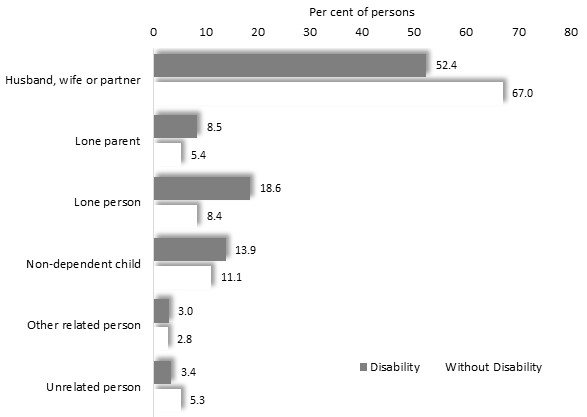 Per cent of persons
0 10 20 30 40 50 60 70 80
Husband, wife or partner
52.4
67.0
Lone parent
8.5
5.4
Lone person
18.6
8.4
Non-dependent child
13.9
11.1
Other related person
3.0
2.8
Disability Without Disability
Unrelated person
3.4
5.3